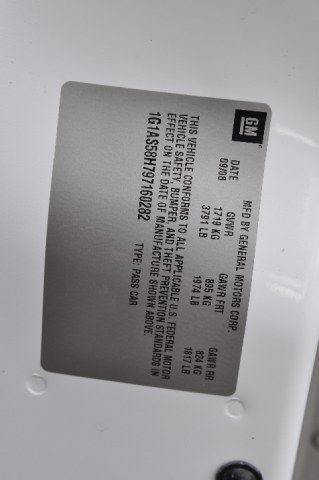 GM
MFD BY GENERAL MOTORS CORP.
DATE GVWR GAWR FRT GAWR RR
09/08 1719 KG 895 KG 824 KG
3791 LB 1974 LB 1817 LB
THIS VEHICLE CONFORMS TO ALL APPLICABLE U.S. FEDERAL MOTOR
VEHICLE SAFETY, BUMPER, AND THEFT PREVENTION STANDARDS IN
EFFECT ON THE DATE OF MANUFACTURE SHOWN ABOVE.
1G1AS58H797160282 TYPE: PASS CAR